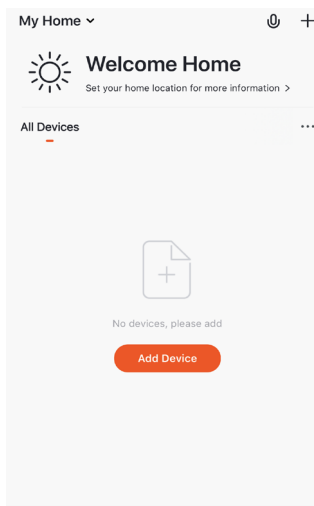 My Home
Welcome Home
Set your home location for more information >
All Devices
No devices, please add
Add Device